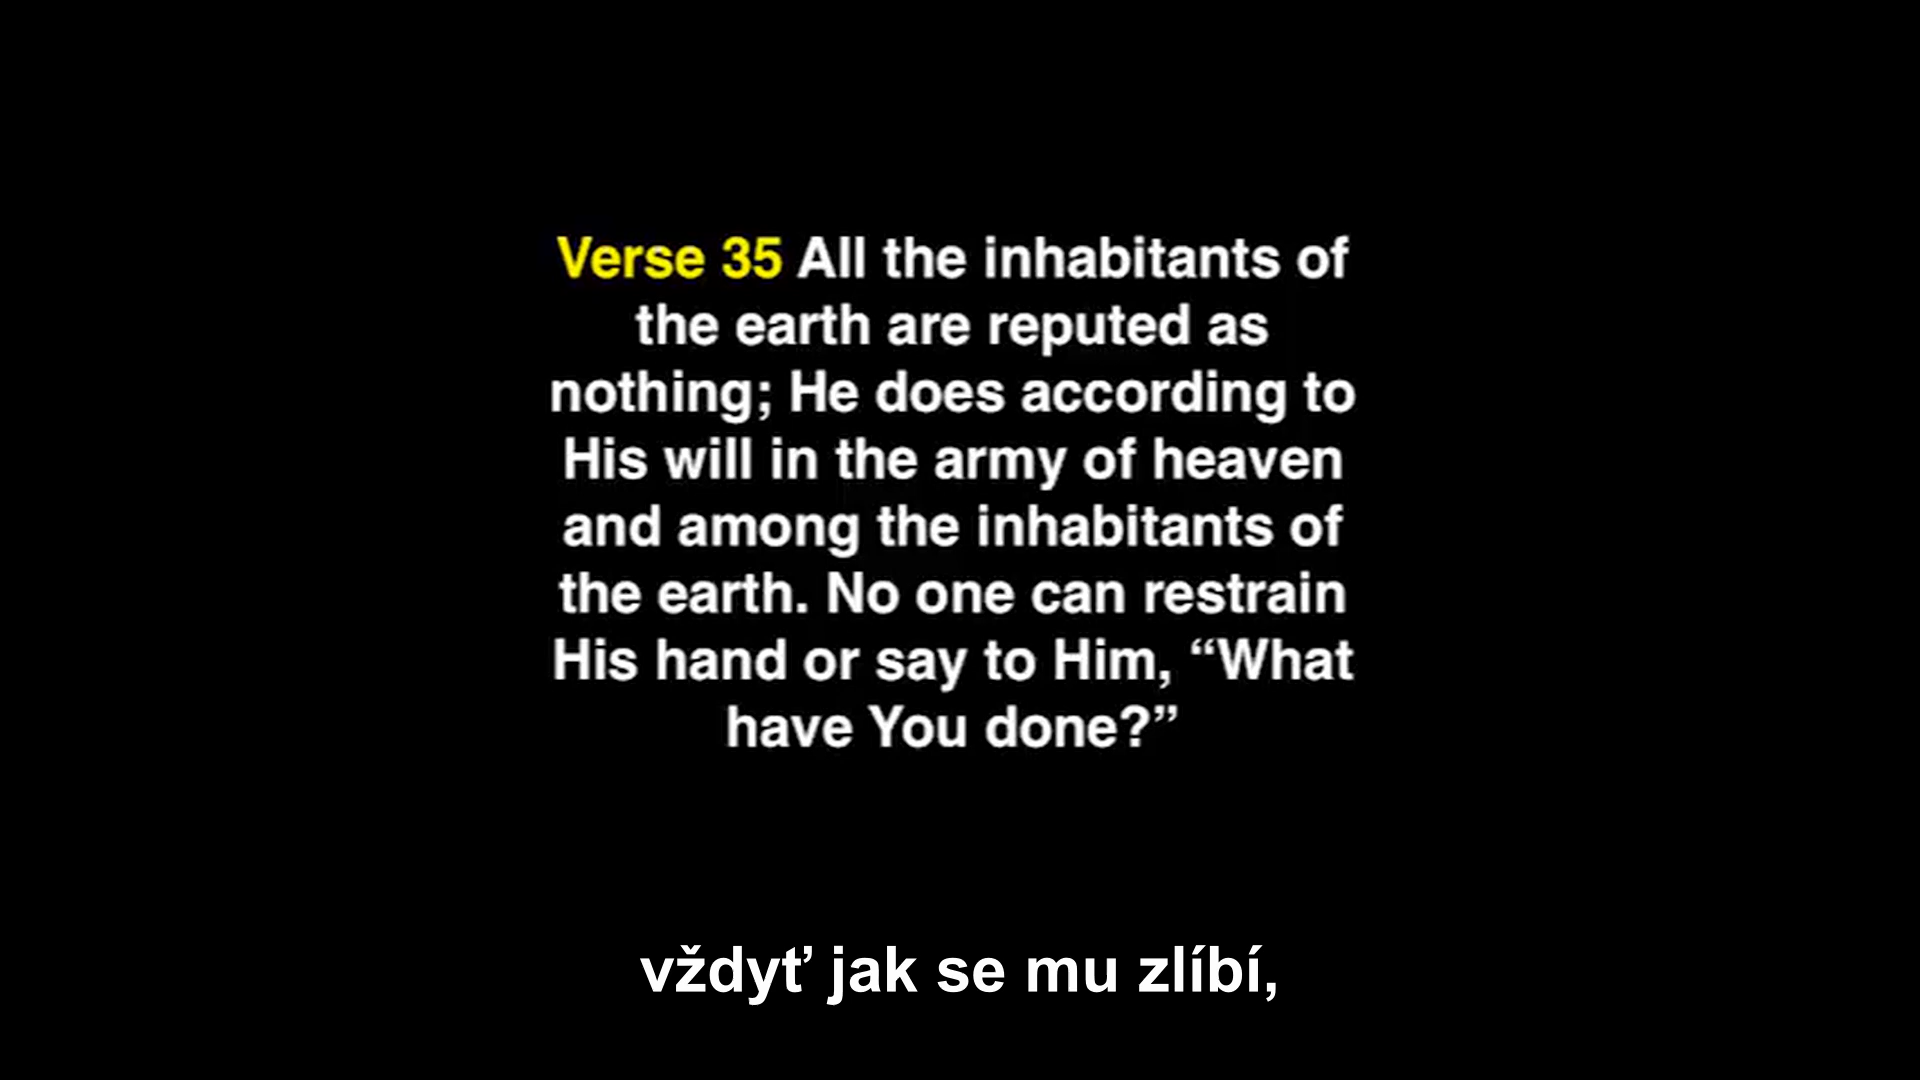 Verse 35 All the inhabitants of
the earth are reputed as
nothing; He does according to
His will in the army of heaven
and among the inhabitants of
the earth. No one can restrain
His hand or say to Him, “What
have You done?”
vždyť jak se mu zlíbí,